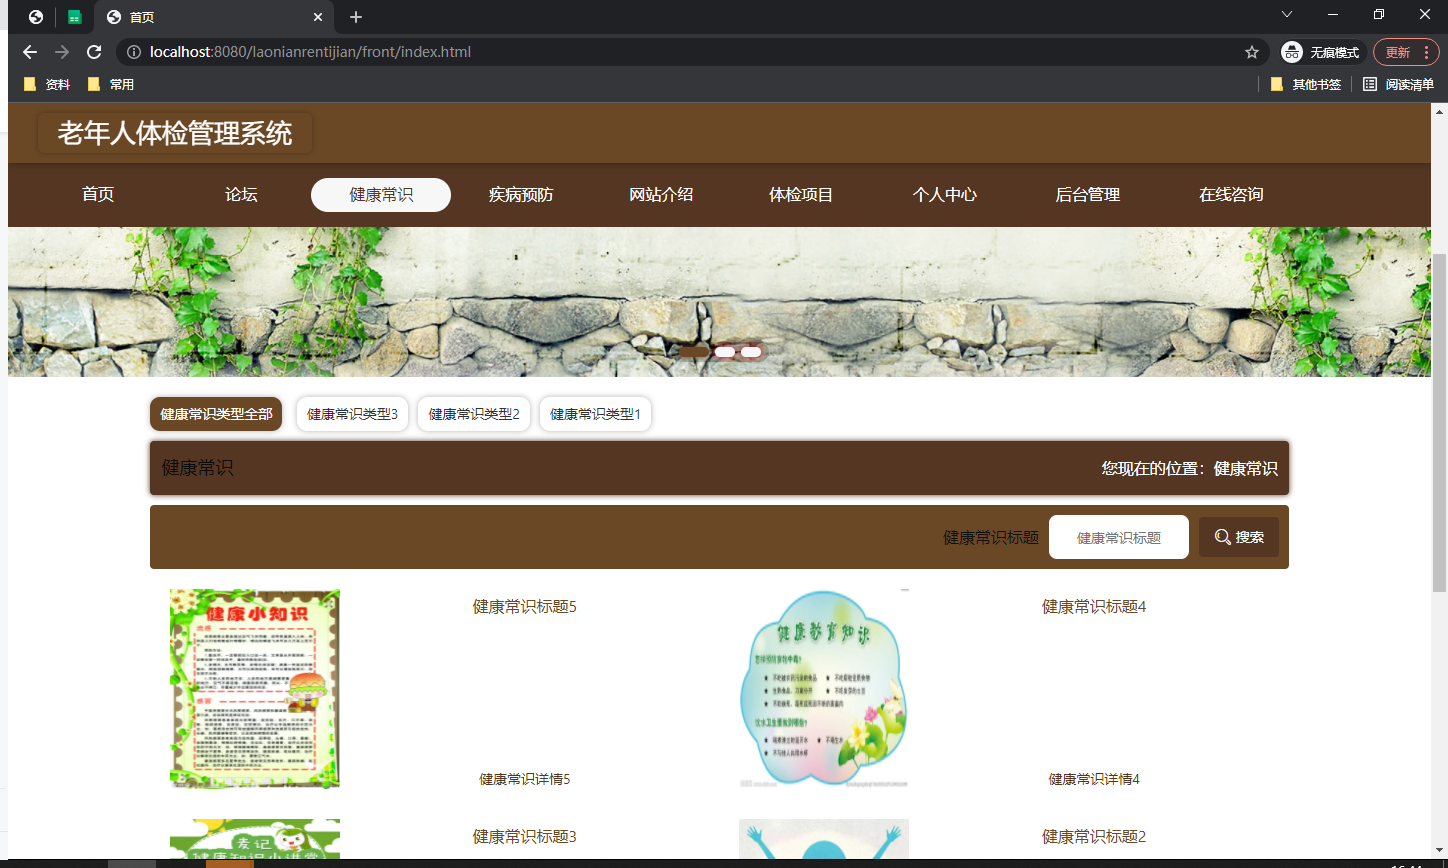 首页
localhost:8080/laonianrentijian/front/index.html
无痕模式
更新
资料
常用
其他书签
阅读清单
老年人体检管理系统
首页
论坛
健康常识
疾病预防
网站介绍
体检项目
个人中心
后台管理
在线咨询
健康常识类型全部
健康常识类型3
健康常识类型2
健康常识类型1
健康常识
您现在的位置：健康常识
健康常识标题
健康常识标题
搜索
健康小知识
健康常识标题5
健康常识详情5
健康教育知识
健康常识标题4
健康常识详情4
麦记
健康常识标题3
健康常识标题2